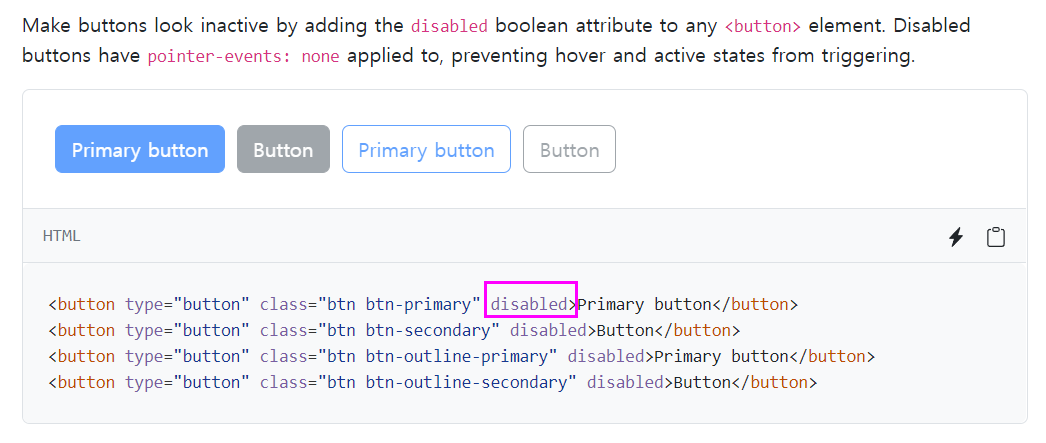 Make buttons look inactive by adding the disabled boolean attribute to any <button> element. Disabled
buttons have pointer-events: none applied to, preventing hover and active states from triggering.
Primary button Button Primary button Button
HTML
<button type="button" class="btn btn-primary" disabled>Primary button</button>
<button type="button" class="btn btn-secondary" disabled>Button</button>
<button type="button" class="btn btn-outline-primary" disabled>Primary button</button>
<button type="button" class="btn btn-outline-secondary" disabled>Button</button>